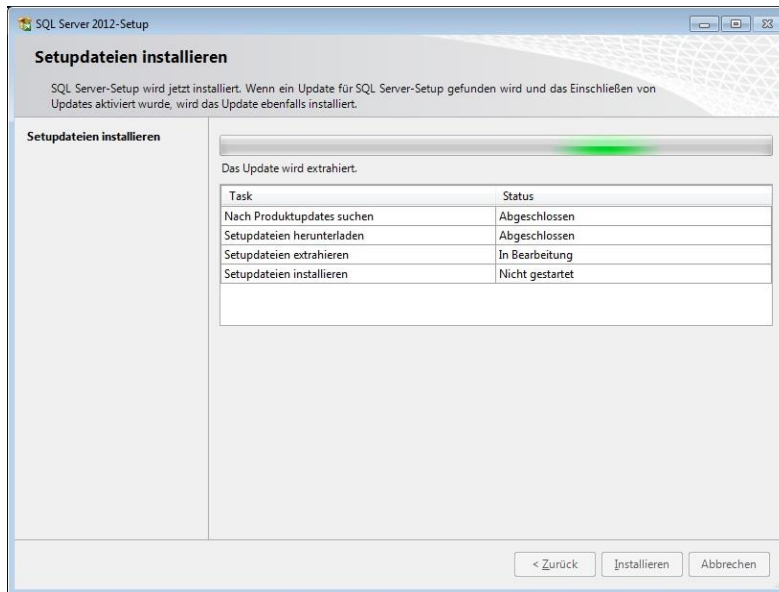 SQL Server 2012-Setup
Setupdateien installieren
SQL Server-Setup wird jetzt installiert. Wenn ein Update für SQL Server-Setup gefunden wird und das Einschließen von
Updates aktiviert wurde, wird das Update ebenfalls installiert.
Setupdateien installieren
Das Update wird extrahiert.
Task Status
Nach Produktupdates suchen Abgeschlossen
Setupdateien herunterladen Abgeschlossen
Setupdateien extrahieren In Bearbeitung
Setupdateien installieren Nicht gestartet
< Zurück Installieren Abbrechen